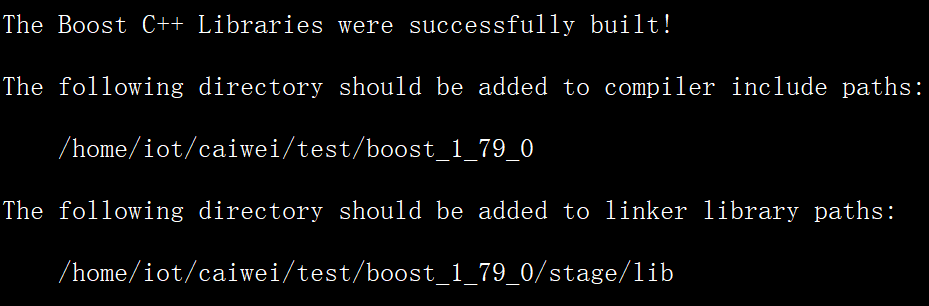 The Boost C++ Libraries were successfully built!
The following directory should be added to compiler include paths:
/home/iot/caiwei/test/boost_1_79_0
The following directory should be added to linker library paths:
/home/iot/caiwei/test/boost_1_79_0/stage/lib